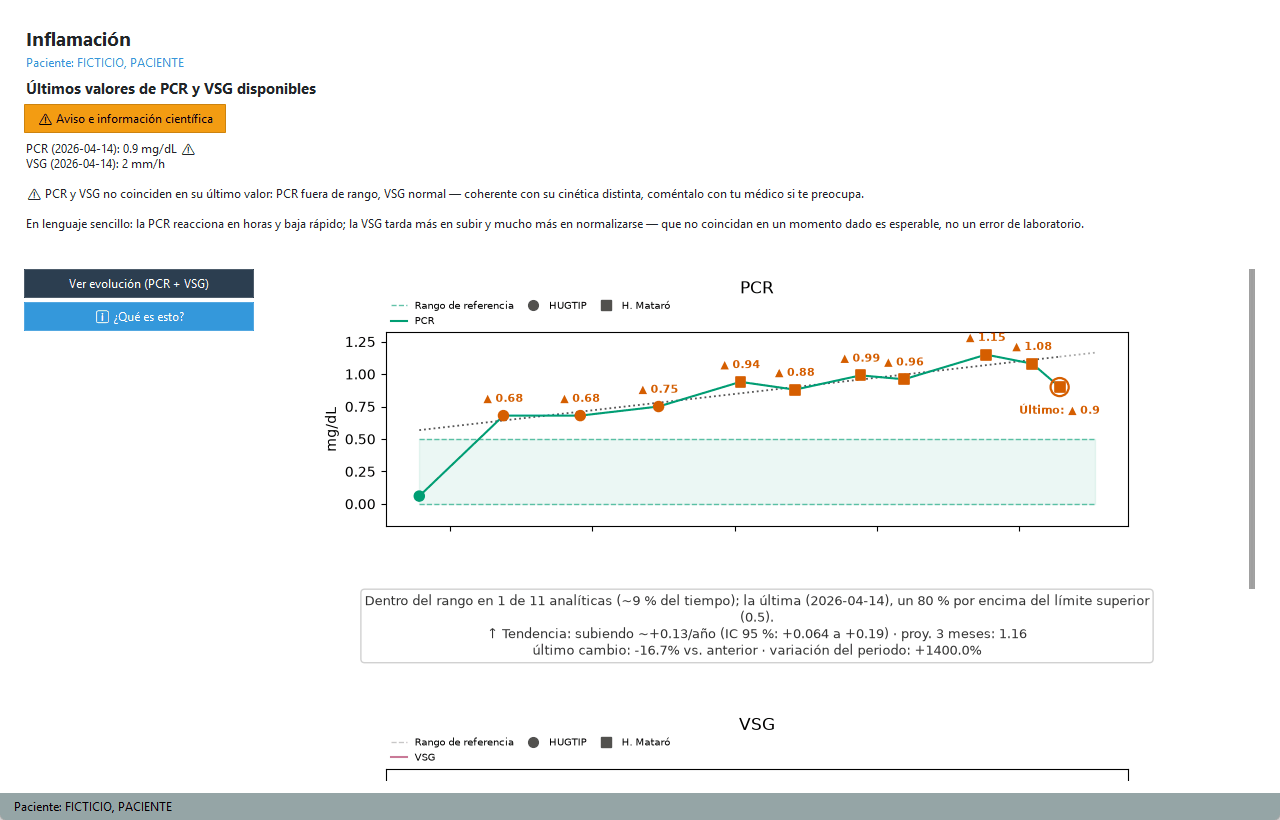 Inflamación
Paciente: FICTICIO, PACIENTE
Últimos valores de PCR y VSG disponibles
⚠ Aviso e información científica
PCR (2026-04-14): 0.9 mg/dL ⚠
VSG (2026-04-14): 2 mm/h
⚠ PCR y VSG no coinciden en su último valor: PCR fuera de rango, VSG normal — coherente con su cinética distinta, coméntalo con tu médico si te preocupa.
En lenguaje sencillo: la PCR reacciona en horas y baja rápido; la VSG tarda más en subir y mucho más en normalizarse — que no coincidan en un momento dado es esperable, no un error de laboratorio.
Ver evolución (PCR + VSG)
ℹ ¿Qué es esto?
PCR
Rango de referencia HUGTIP H. Mataró
PCR
mg/dL
1.25
1.00
0.75
0.50
0.25
0.00
▲ 0.68
▲ 0.68
▲ 0.75
▲ 0.94
▲ 0.88
▲ 0.99
▲ 0.96
▲ 1.15
▲ 1.08
Último: ▲ 0.9
Dentro del rango en 1 de 11 analíticas (~9 % del tiempo); la última (2026-04-14), un 80 % por encima del límite superior
(0.5).
↑ Tendencia: subiendo ~+0.13/año (IC 95 %: +0.064 a +0.19) · proy. 3 meses: 1.16
último cambio: -16.7% vs. anterior · variación del periodo: +1400.0%
VSG
Rango de referencia HUGTIP H. Mataró
VSG
Paciente: FICTICIO, PACIENTE